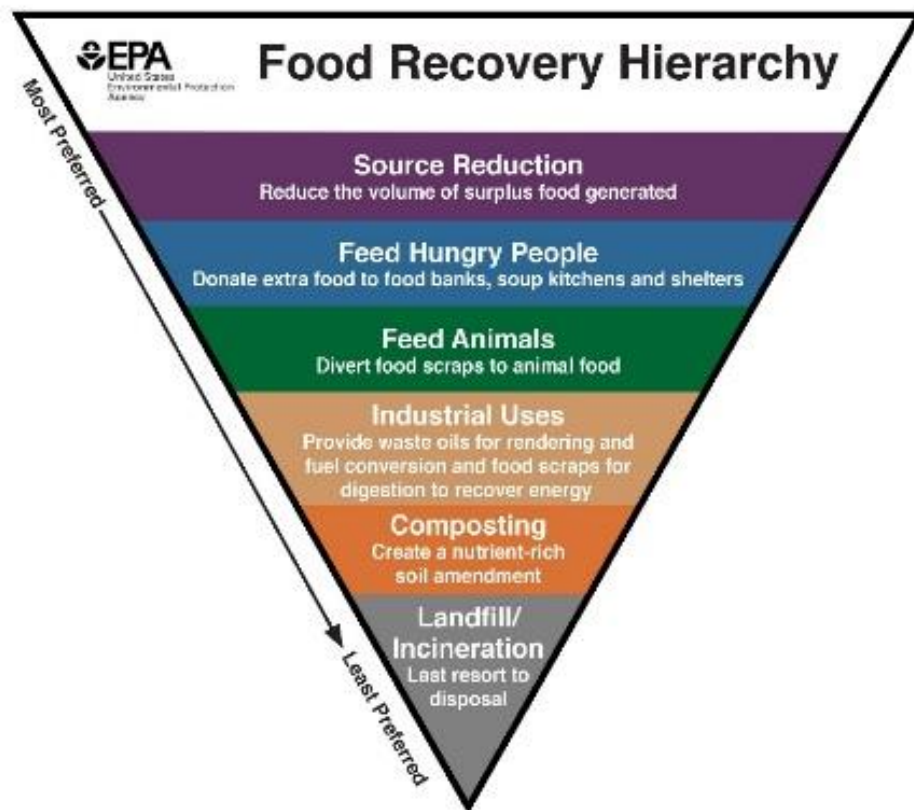 EPA
United States
Environmental Protection
Agency
Food Recovery Hierarchy
Most Preferred
Source Reduction
Reduce the volume of surplus food generated
Feed Hungry People
Donate extra food to food banks, soup kitchens and shelters
Feed Animals
Divert food scraps to animal food
Industrial Uses
Provide waste oils for rendering and
fuel conversion and food scraps for
digestion to recover energy
Composting
Create a nutrient-rich
soil amendment
Landfill/
Incineration
Last resort to
disposal
Least Preferred